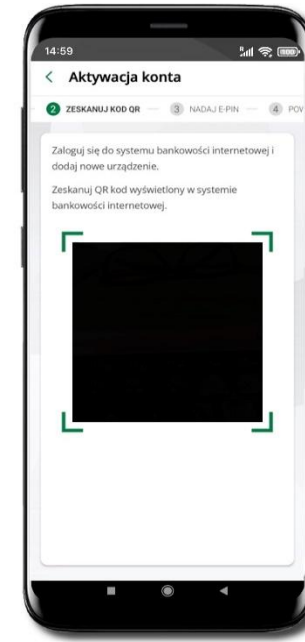 14:59
Aktywacja konta
2 ZESKANUJ KOD QR 3 NADAJ E-PIN 4 POV
Zaloguj się do systemu bankowości internetowej i
dodaj nowe urządzenie.
Zeskanuj QR kod wyświetlony w systemie
bankowości internetowej.